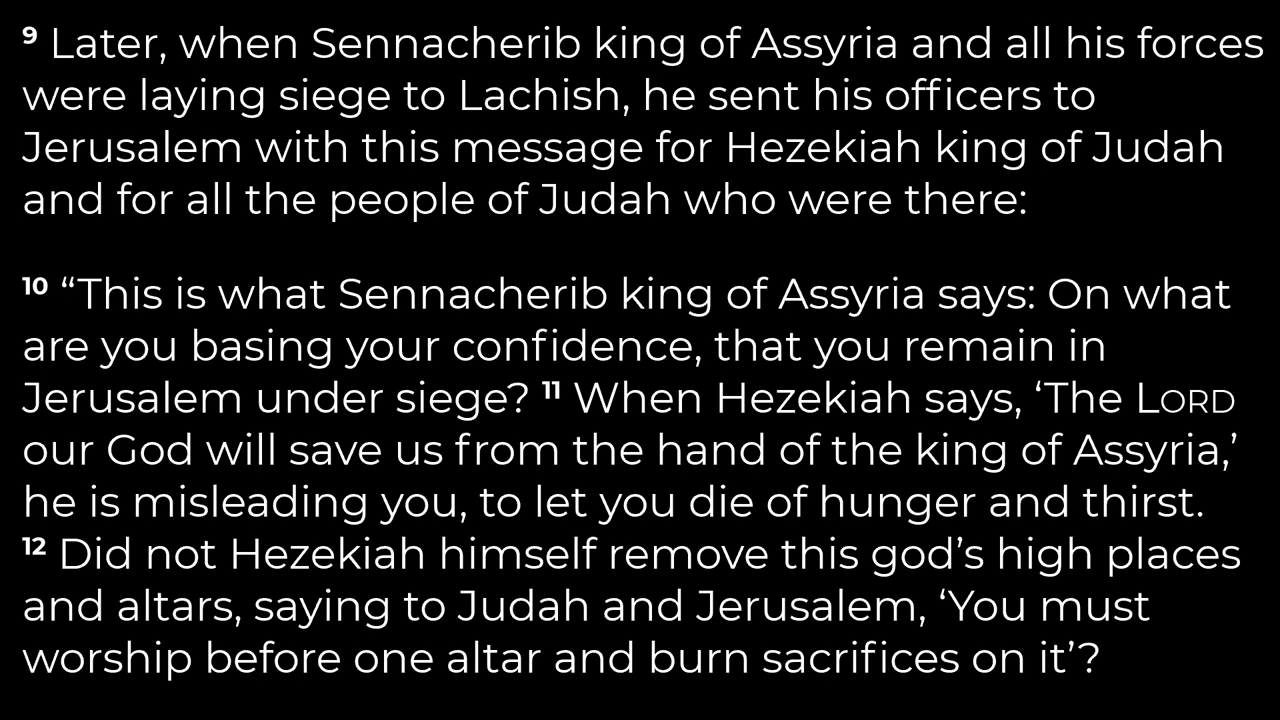 9 Later, when Sennacherib king of Assyria and all his forces
were laying siege to Lachish, he sent his officers to
Jerusalem with this message for Hezekiah king of Judah
and for all the people of Judah who were there:
10 “This is what Sennacherib king of Assyria says: On what
are you basing your confidence, that you remain in
Jerusalem under siege? 11 When Hezekiah says, ‘The LORD
our God will save us from the hand of the king of Assyria,’
he is misleading you, to let you die of hunger and thirst.
12 Did not Hezekiah himself remove this god’s high places
and altars, saying to Judah and Jerusalem, ‘You must
worship before one altar and burn sacrifices on it’?